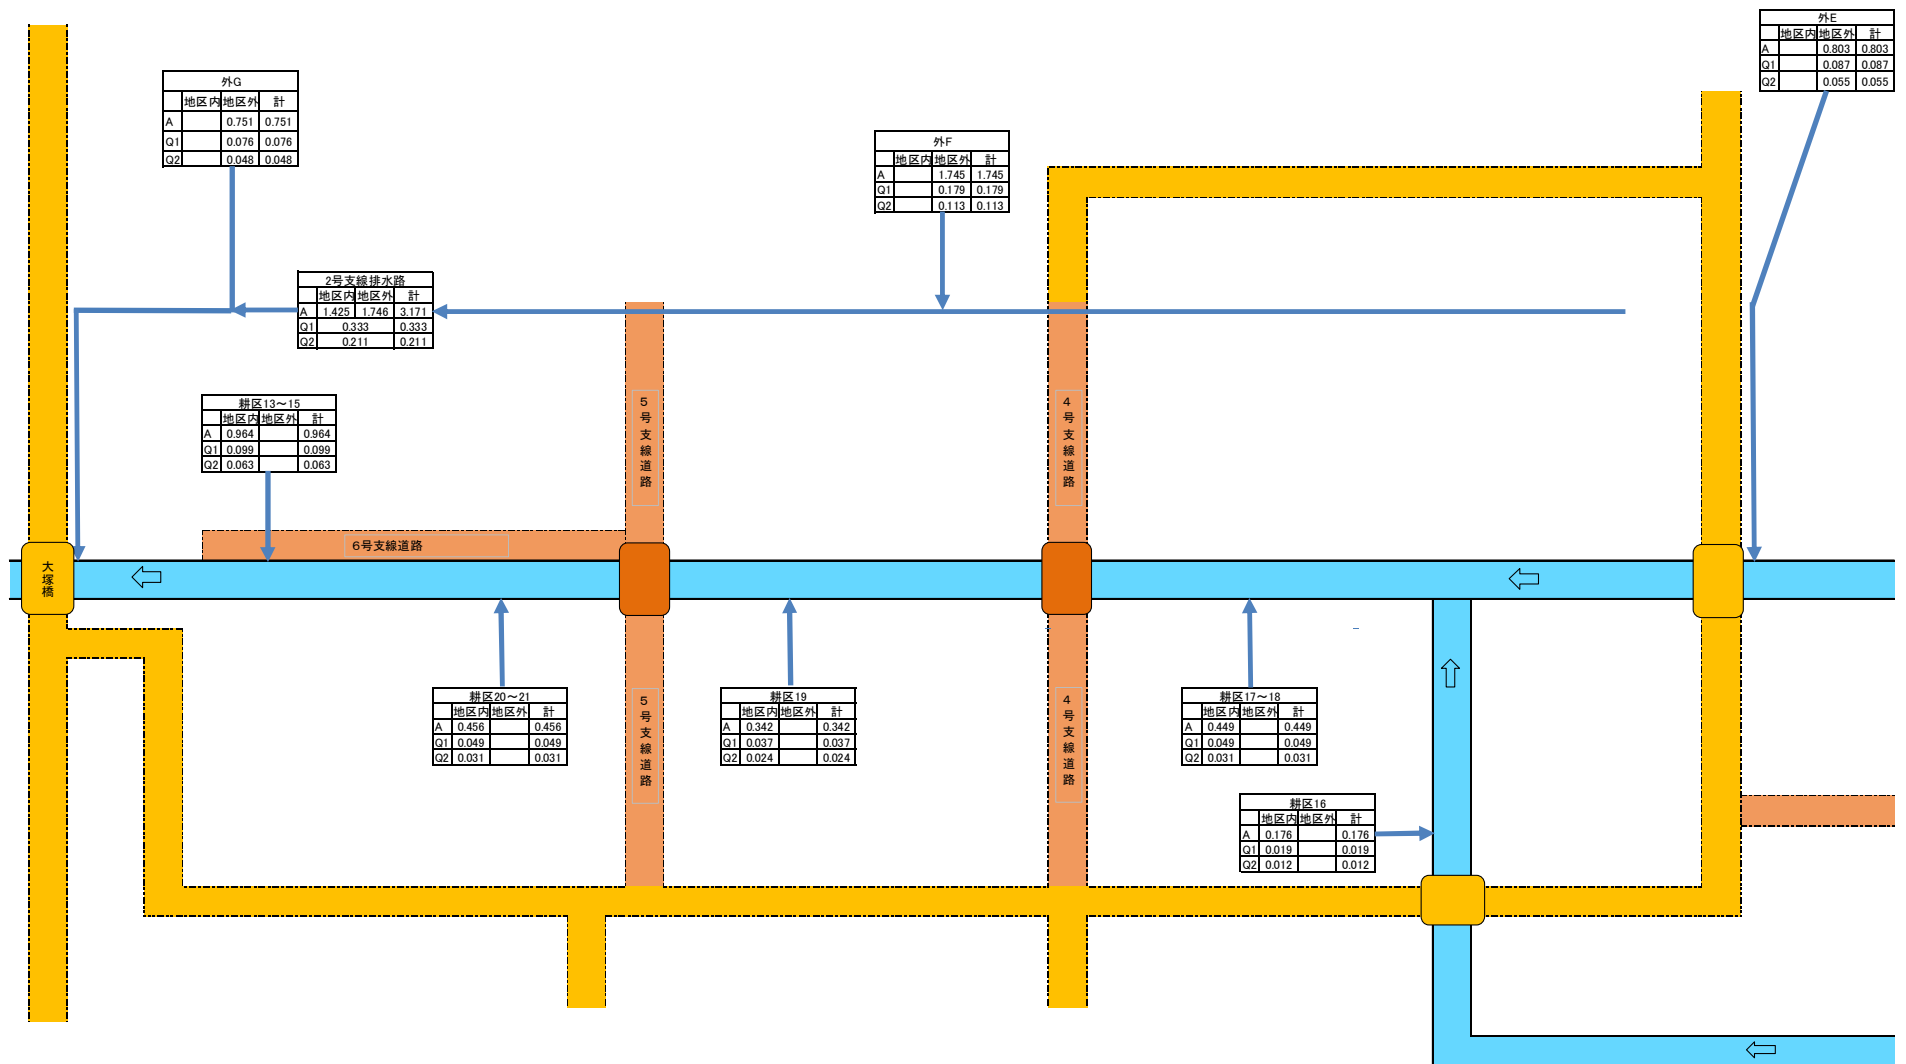 外E
地区内 地区外 計
A 0.803 0.803
Q1 0.087 0.087
Q2 0.055 0.055
外G
地区内 地区外 計
A 0.751 0.751
Q1 0.076 0.076
Q2 0.048 0.048
外F
地区内 地区外 計
A 1.745 1.745
Q1 0.179 0.179
Q2 0.113 0.113
2号支線排水路
地区内 地区外 計
A 1.425 1.746 3.171
Q1 0.333 0.333
Q2 0.211 0.211
耕区13～15
地区内 地区外 計
A 0.964 0.964
Q1 0.099 0.099
Q2 0.063 0.063
5号支線道路
4号支線道路
6号支線道路
大塚橋
耕区20～21
地区内 地区外 計
A 0.456 0.456
Q1 0.049 0.049
Q2 0.031 0.031
5号支線道路
耕区19
地区内 地区外 計
A 0.342 0.342
Q1 0.037 0.037
Q2 0.024 0.024
4号支線道路
耕区17～18
地区内 地区外 計
A 0.449 0.449
Q1 0.049 0.049
Q2 0.031 0.031
耕区16
地区内 地区外 計
A 0.176 0.176
Q1 0.019 0.019
Q2 0.012 0.012